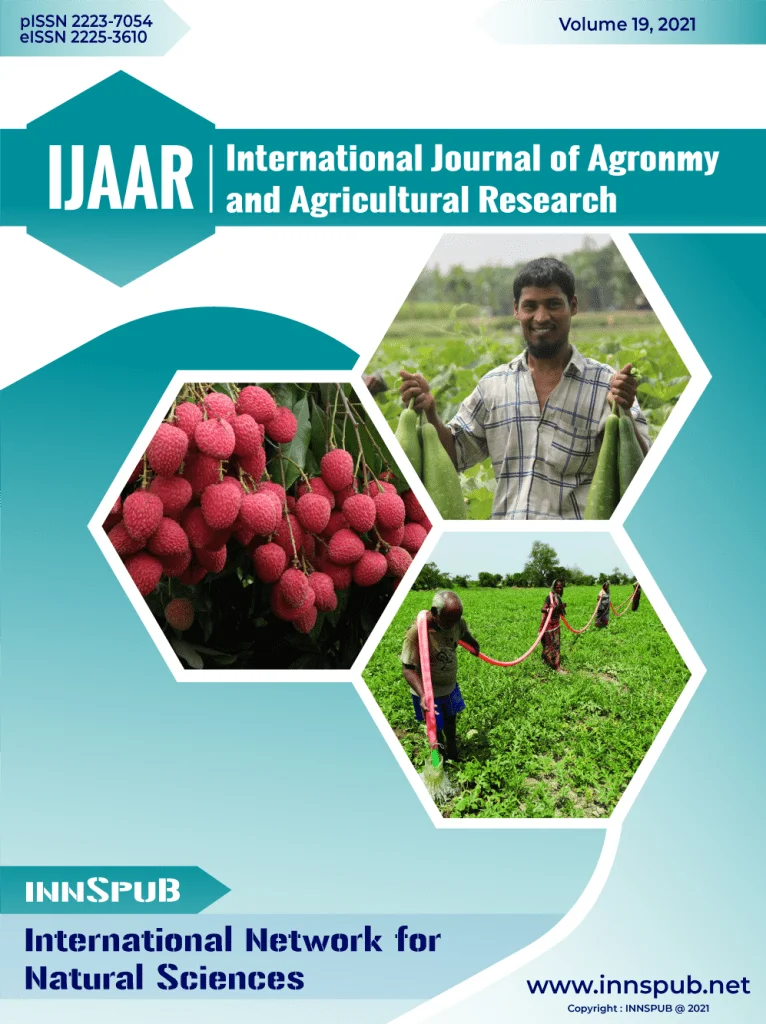 pISSN 2223-7054
eISSN 2225-3610
Volume 19, 2021
IJAAR
International Journal of Agronmy
and Agricultural Research
INNSPUB
International Network for
Natural Sciences
www.innspub.net
Copyright : INNSPUB @ 2021